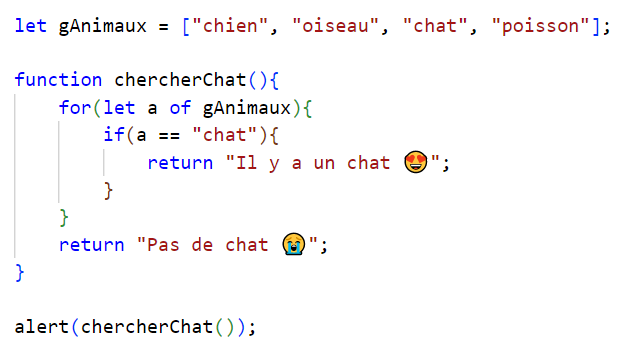 let gAnimaux = ["chien", "oiseau", "chat", "poisson"];
function chercherChat(){
    for(let a of gAnimaux){
        if(a == "chat"){
            return "Il y a un chat 😍";
        }
    }
    return "Pas de chat 😭";
}
alert(chercherChat());